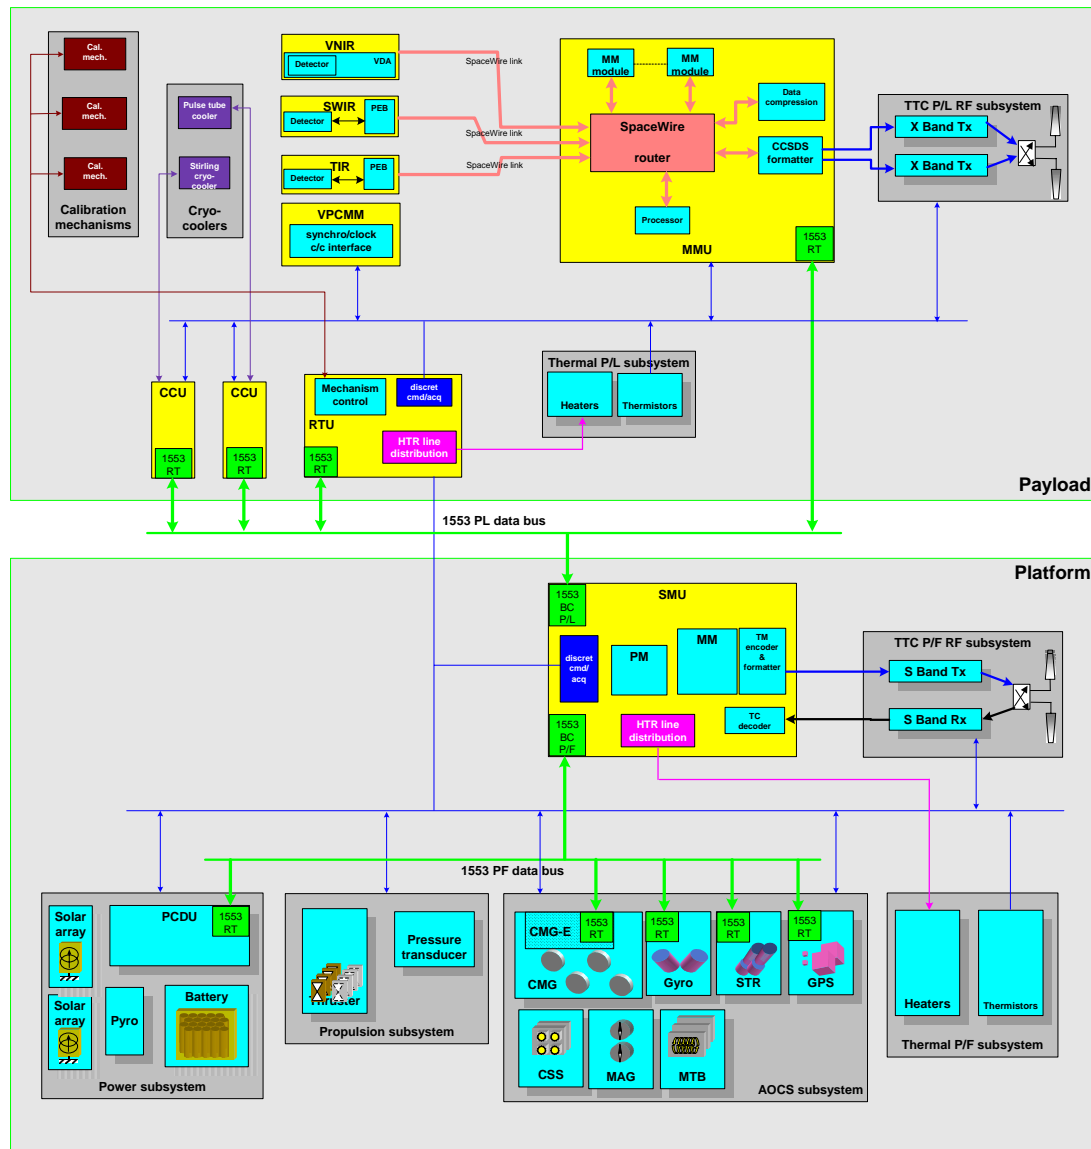 Cal.
mech.
Cal.
mech.
Cal.
mech.
Calibration
mechanisms
Pulse tube
cooler
Stirling
cryo-
cooler
Cryo-
coolers
VNIR
Detector
VDA
SWIR
Detector
PEB
TIR
Detector
PEB
VPCMM
synchro/clock
c/c interface
SpaceWire link
SpaceWire link
SpaceWire link
MM
module
MM
module
SpaceWire
router
Data
compression
CCSDS
formatter
Processor
MMU
1553
RT
TTC P/L RF subsystem
X Band Tx
X Band Tx
CCU
1553
RT
CCU
1553
RT
Mechanism
control
discret
cmd/acq
RTU
HTR line
distribution
1553
RT
Thermal P/L subsystem
Heaters
Thermistors
Payload
1553 PL data bus
Platform
1553
BC
P/L
SMU
discret
cmd/
acq
PM
MM
TM
encoder
&
formatter
TC
decoder
HTR line
distribution
1553
BC
P/F
TTC P/F RF subsystem
S Band Tx
S Band Rx
1553 PF data bus
Solar
array
Solar
array
PCDU
1553
RT
Pyro
Battery
Power subsystem
Thruster
Pressure
transducer
Propulsion subsystem
CMG-E
1553
RT
CMG
1553
RT
Gyro
1553
RT
STR
1553
RT
GPS
CSS
MAG
MTB
AOCS subsystem
Heaters
Thermistors
Thermal P/F subsystem